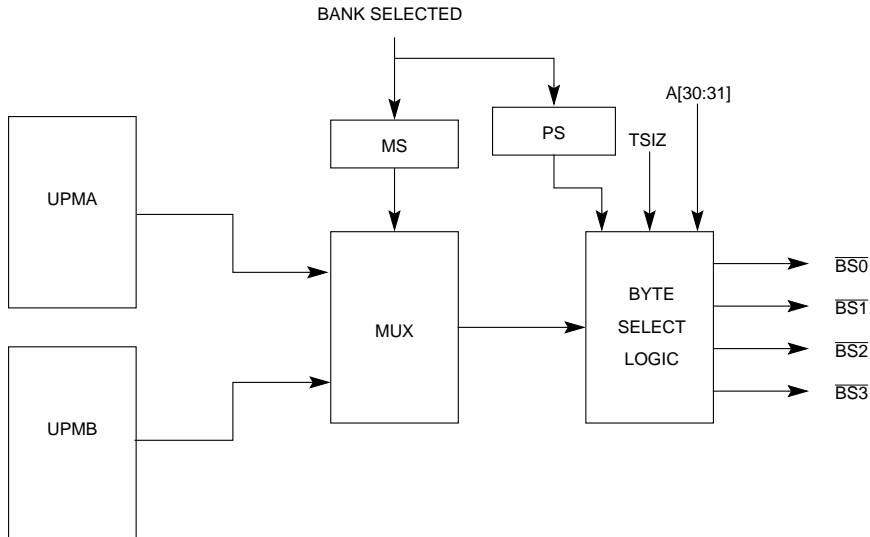 BANK SELECTED
A[30:31]
MS
PS
TSIZ
UPMA
BS0
BYTE
SELECT
LOGIC
MUX
BS1
BS2
BS3
UPMB